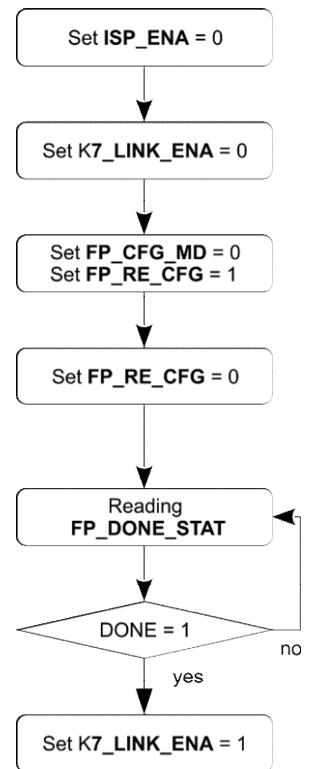 Set ISP_ENA = 0
Set K7_LINK_ENA = 0
Set FP_CFG_MD = 0
Set FP_RE_CFG = 1
Set FP_RE_CFG = 0
Reading
FP_DONE_STAT
DONE = 1
no
yes
Set K7_LINK_ENA = 1